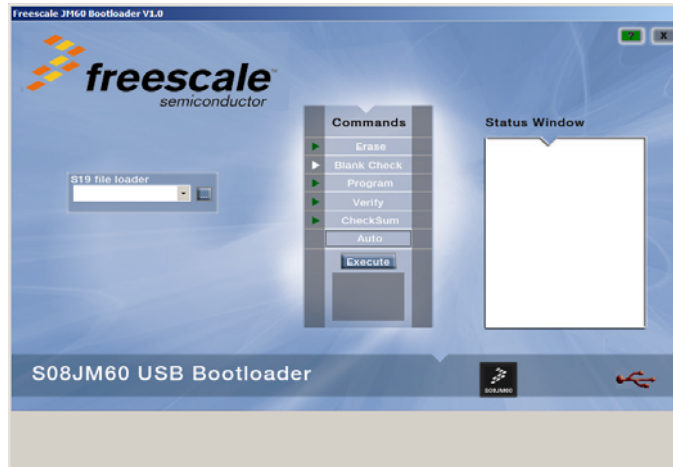 Freescale JM60 Bootloader V1.0
? X
freescale™
semiconductor
Commands
Status Window
Erase
Blank Check
S19 file loader
Program
Verify
CheckSum
Auto
Execute
S08JM60 USB Bootloader
S08JM60